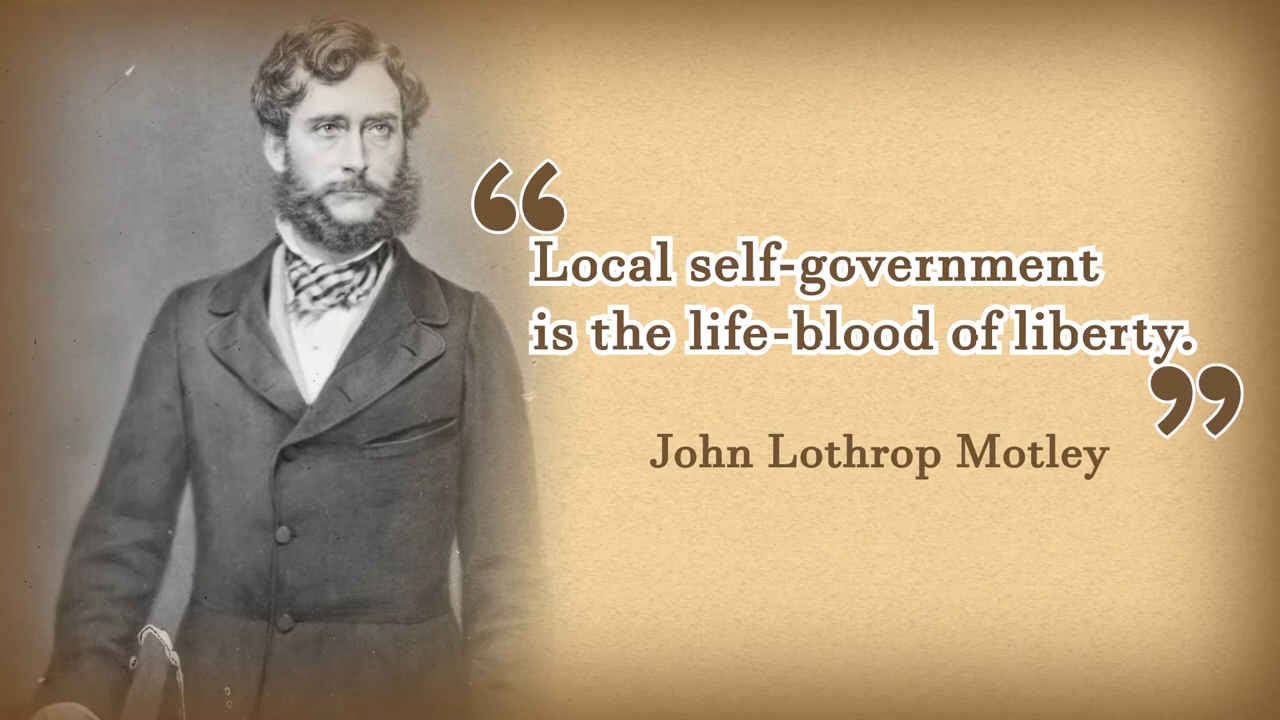 “Local self-government
is the life-blood of liberty.”
John Lothrop Motley